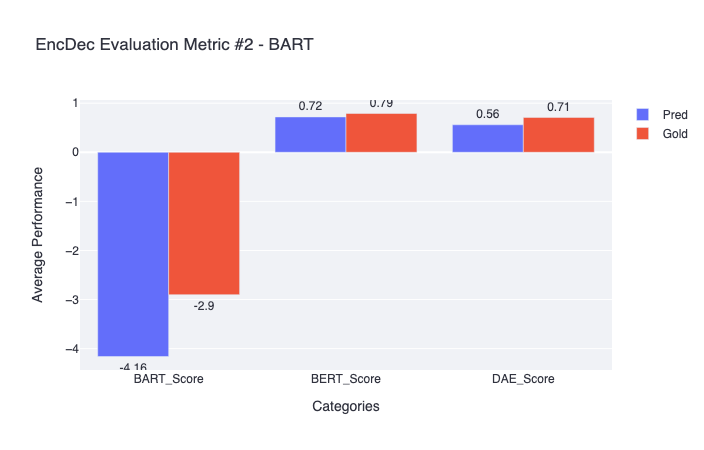 EncDec Evaluation Metric #2 - BART
Pred
Gold
1
0
−1
−2
−3
−4
0.72
0.79
0.56
0.71
-2.9
-4.16
BART_Score
BERT_Score
DAE_Score
Categories
Average Performance